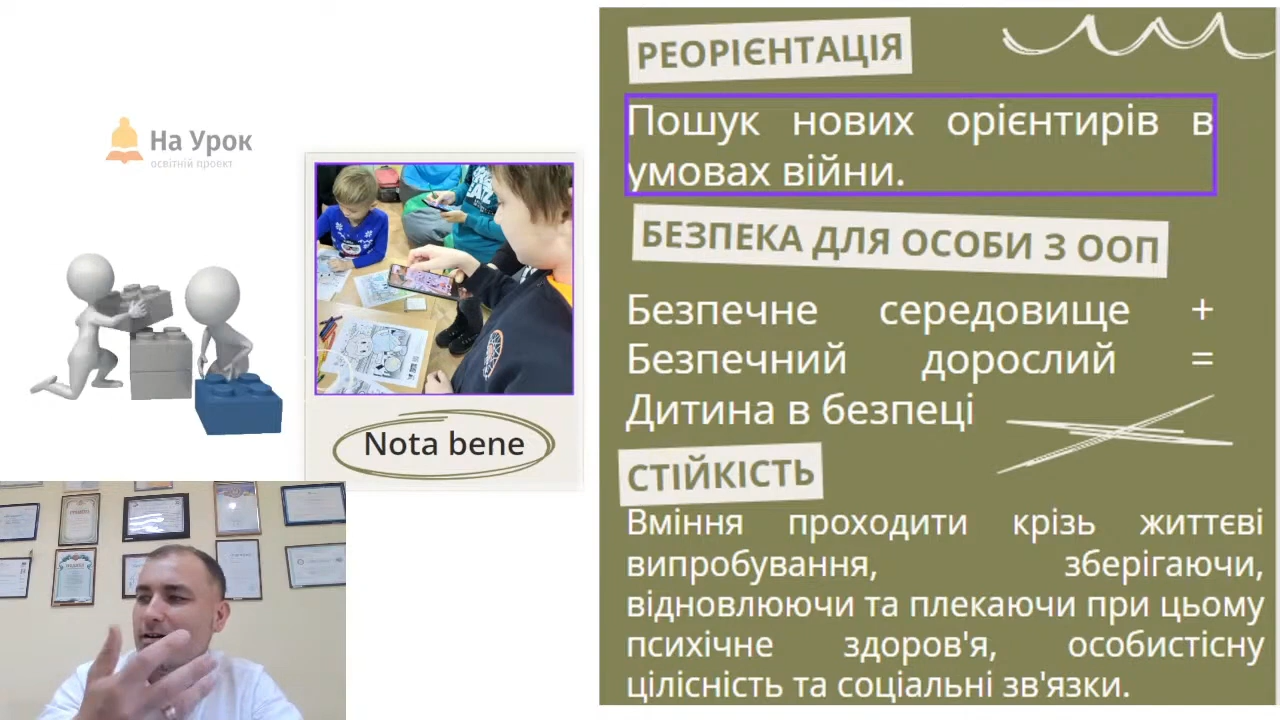 На Урок
освітній проект
Nota bene
РЕОРІЄНТАЦІЯ
Пошук нових орієнтирів в
умовах війни.
БЕЗПЕКА ДЛЯ ОСОБИ З ООП
Безпечне середовище +
Безпечний дорослий =
Дитина в безпеці
СТІЙКІСТЬ
Вміння проходити крізь життєві
випробування, зберігаючи,
відновлюючи та плекаючи при цьому
психічне здоров'я, особистісну
цілісність та соціальні зв'язки.